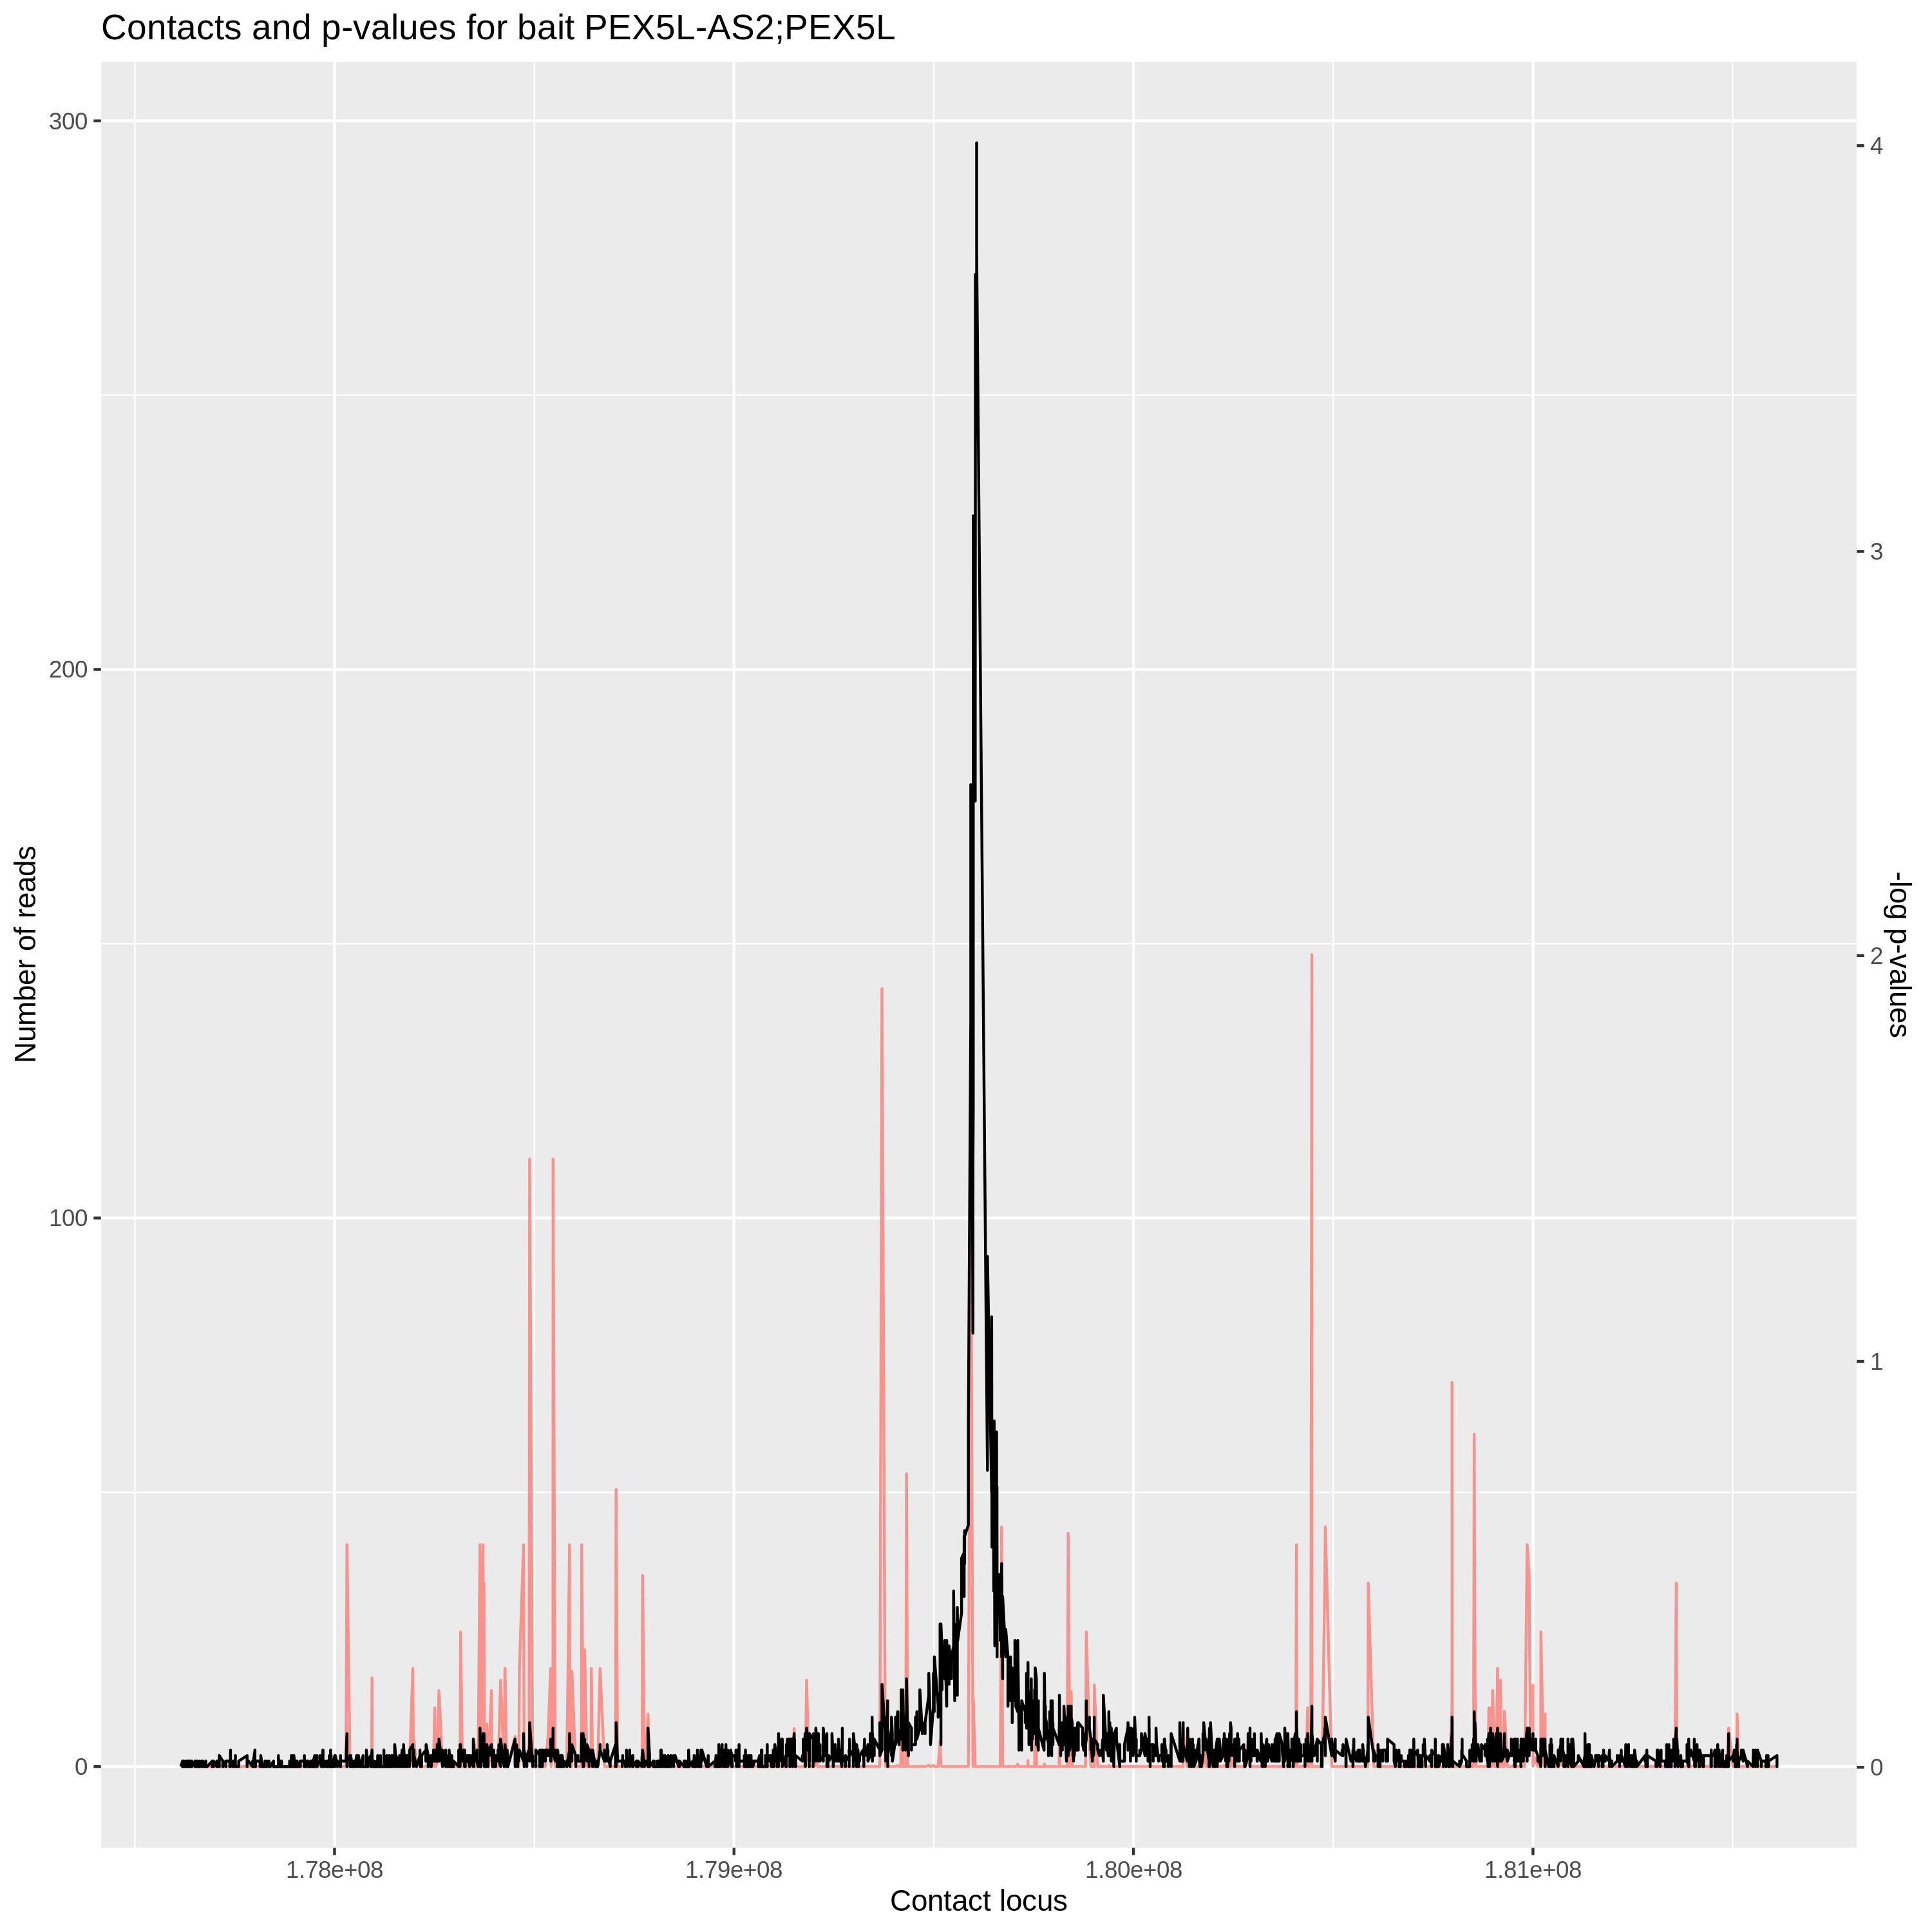 Contacts and p-values for bait PEX5L-AS2;PEX5L
300
200
100
0
Number of reads
4
3
2
1
0
-log p-values
1.78e+08
1.79e+08
1.80e+08
1.81e+08
Contact locus